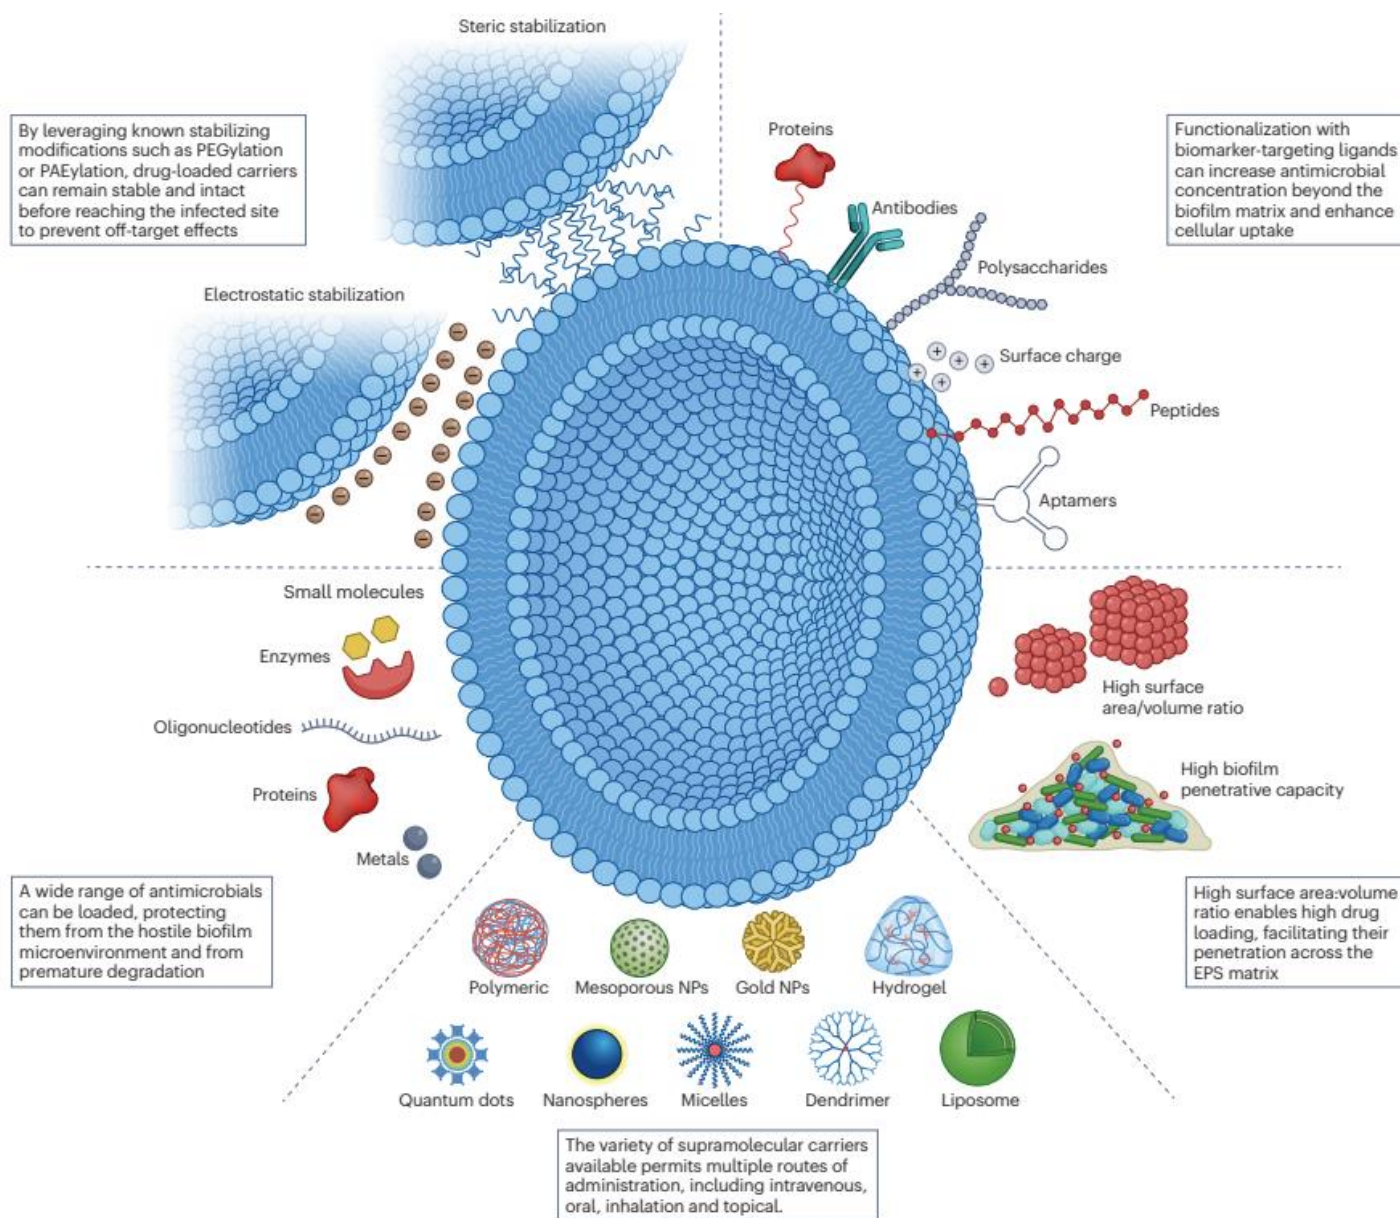 Steric stabilization
By leveraging known stabilizing
modifications such as PEGylation
or PAEylation, drug-loaded carriers
can remain stable and intact
before reaching the infected site
to prevent off-target effects
Electrostatic stabilization
Proteins
Antibodies
Polysaccharides
Surface charge
Peptides
Aptamers
Functionalization with
biomarker-targeting ligands
can increase antimicrobial
concentration beyond the
biofilm matrix and enhance
cellular uptake
Small molecules
Enzymes
Oligonucleotides
Proteins
Metals
A wide range of antimicrobials
can be loaded, protecting
them from the hostile biofilm
microenvironment and from
premature degradation
High surface
area/volume ratio
High biofilm
penetrative capacity
High surface area:volume
ratio enables high drug
loading, facilitating their
penetration across the
EPS matrix
Polymeric
Mesoporous NPs
Gold NPs
Hydrogel
Quantum dots
Nanospheres
Micelles
Dendrimer
Liposome
The variety of supramolecular carriers
available permits multiple routes of
administration, including intravenous,
oral, inhalation and topical.